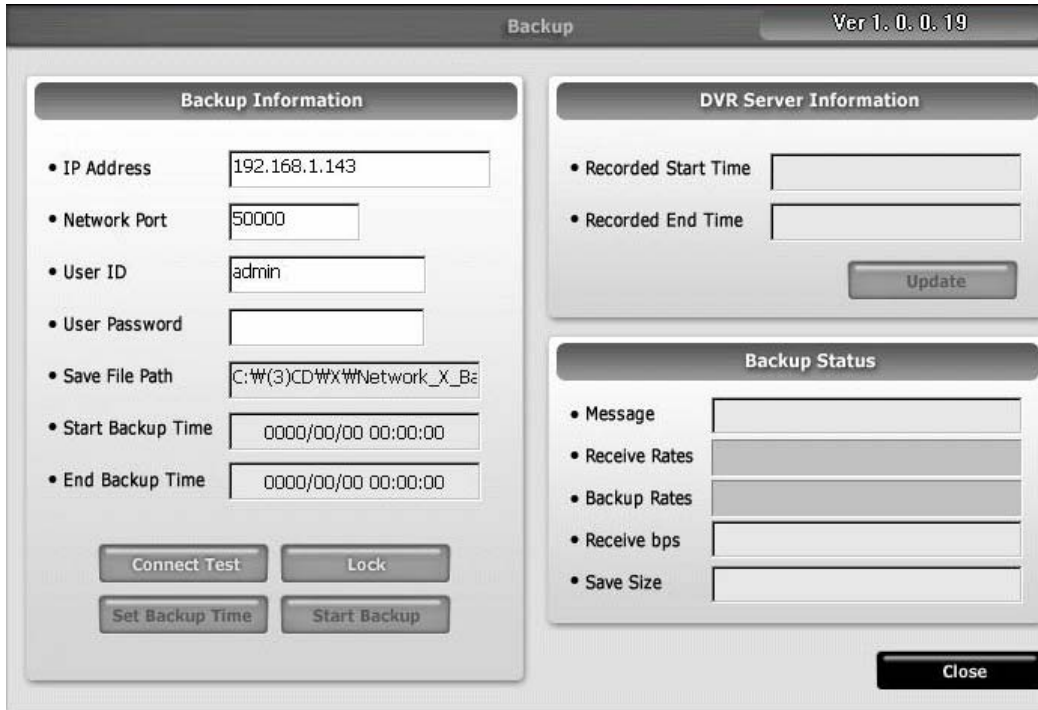 Backup
Ver 1. 0. 0. 19
Backup Information
• IP Address 192.168.1.143
• Network Port 50000
• User ID admin
• User Password
• Save File Path C:₩(3)CD₩X₩Network_X_Ba
• Start Backup Time 0000/00/00 00:00:00
• End Backup Time 0000/00/00 00:00:00
Connect Test Lock
Set Backup Time Start Backup
DVR Server Information
• Recorded Start Time
• Recorded End Time
Update
Backup Status
• Message
• Receive Rates
• Backup Rates
• Receive bps
• Save Size
Close